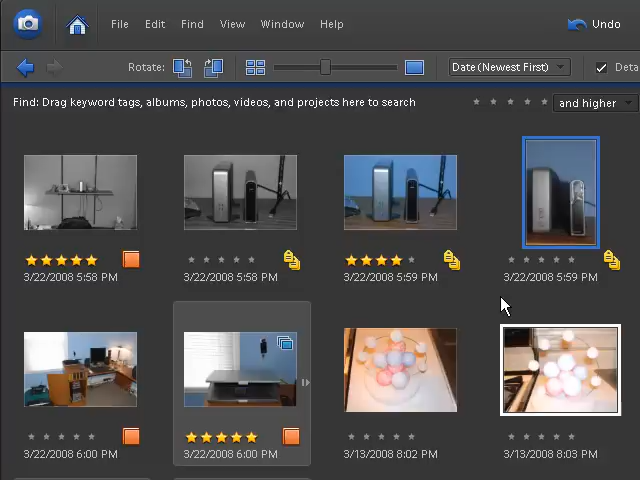 File Edit Find View Window Help Undo
Rotate: Date (Newest First) Deta
Find: Drag keyword tags, albums, photos, videos, and projects here to search and higher
3/22/2008 5:58 PM 3/22/2008 5:58 PM 3/22/2008 5:59 PM 3/22/2008 5:59 PM
3/22/2008 6:00 PM 3/22/2008 6:00 PM 3/13/2008 8:02 PM 3/13/2008 8:03 PM